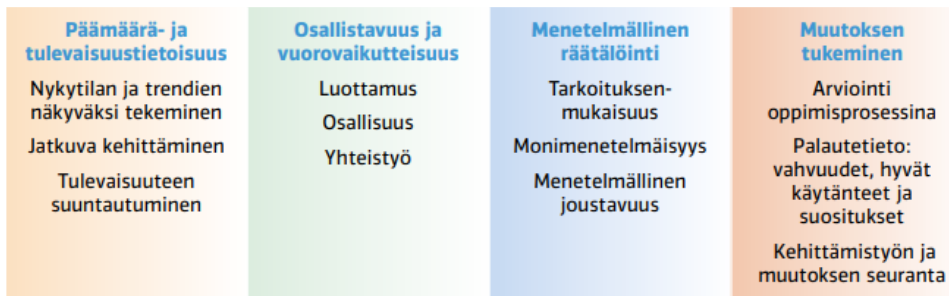 Päämäärä- ja
tulevaisuustietoisuus
Nykytilan ja trendien
näkyväksi tekeminen
Jatkuva kehittäminen
Tulevaisuuteen
suuntautuminen
Osallistavuus ja
vuorovaikutteisuus
Luottamus
Osallisuus
Yhteistyö
Menetelmällinen
räätälöinti
Tarkoituksen-
mukaisuus
Monimenetelmäisyys
Menetelmällinen
joustavuus
Muutoksen
tukeminen
Arviointi
oppimisprosessina
Palautetieto:
vahvuudet, hyvät
käytänteet ja
suositukset
Kehittämistyön ja
muutoksen seuranta